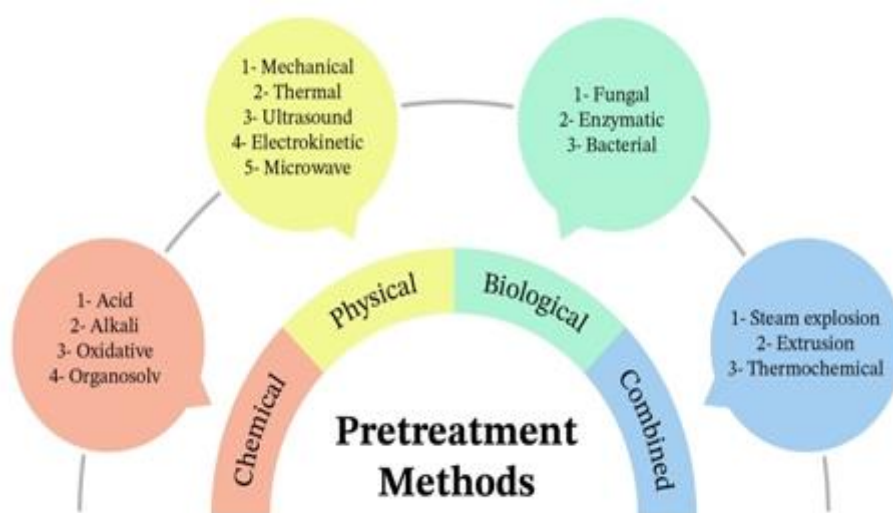 1- Mechanical
2- Thermal
3- Ultrasound
4- Electrokinetic
5- Microwave
1- Fungal
2- Enzymatic
3- Bacterial
1- Acid
2- Alkali
3- Oxidative
4- Organosolv
1- Steam explosion
2- Extrusion
3- Thermochemical
Chemical
Physical
Biological
Combined
Pretreatment
Methods